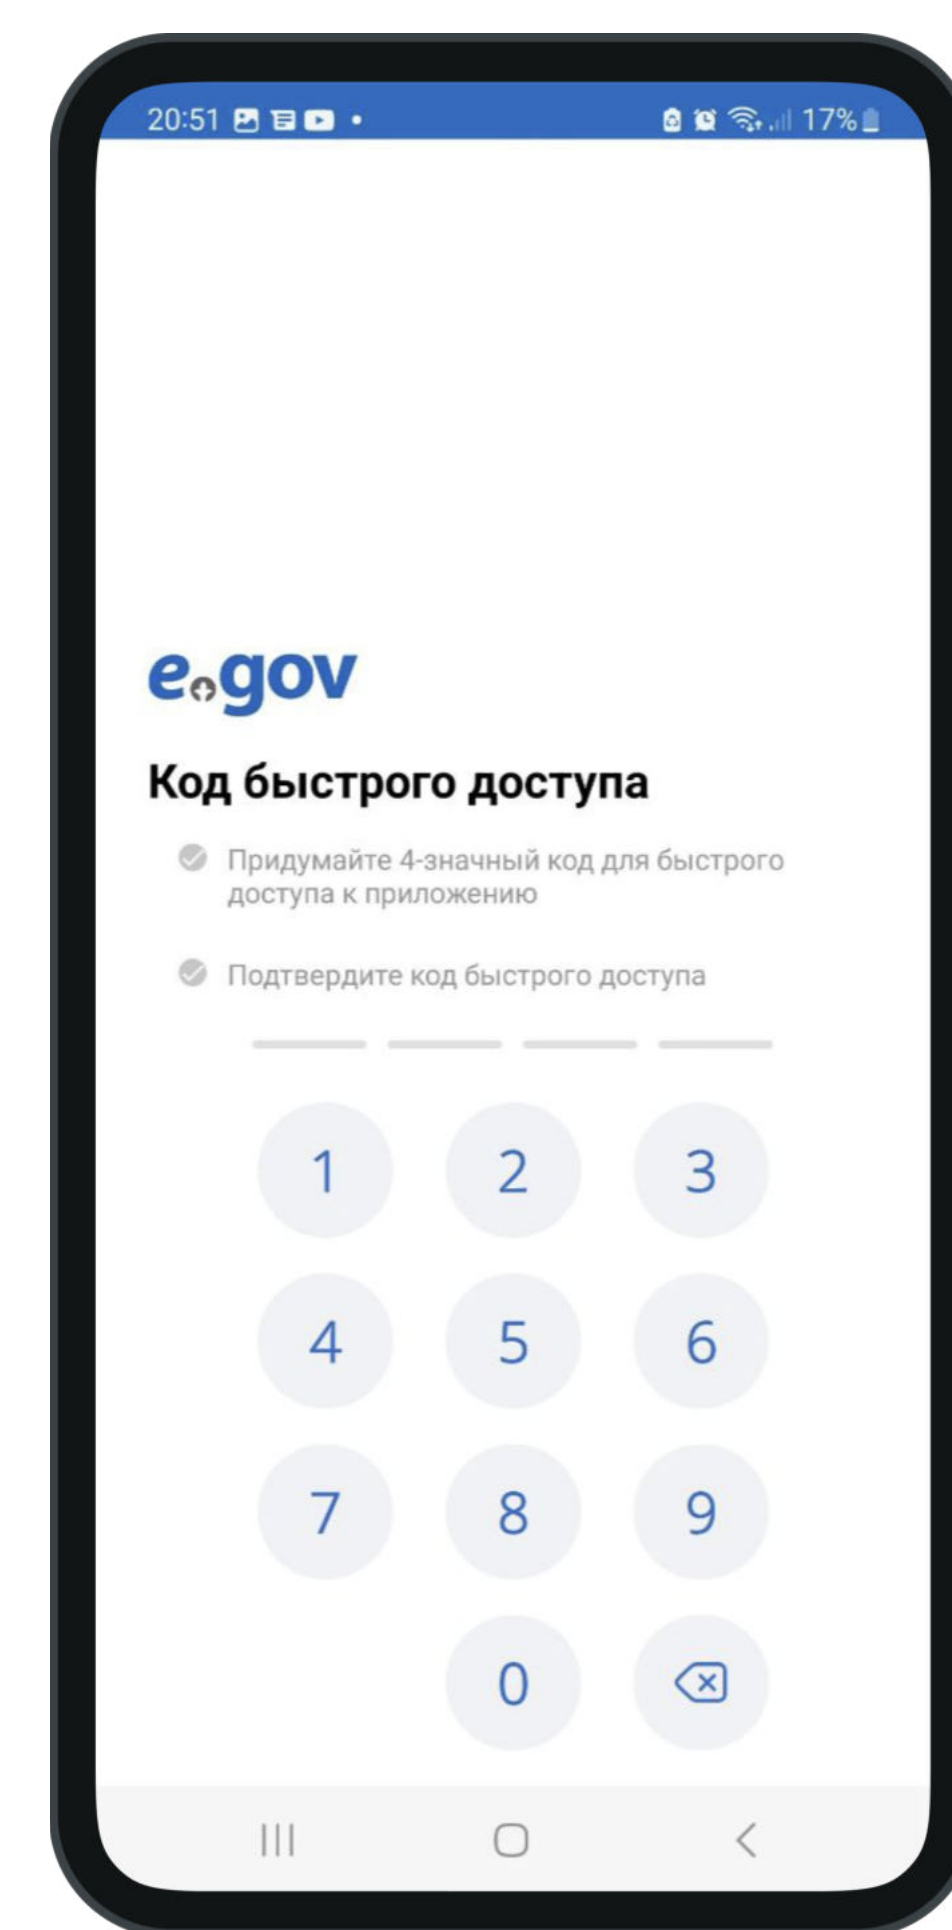 20:51 17%
e.gov
Код быстрого доступа
Придумайте 4-значный код для быстрого
доступа к приложению
Подтвердите код быстрого доступа
1 2 3
4 5 6
7 8 9
0